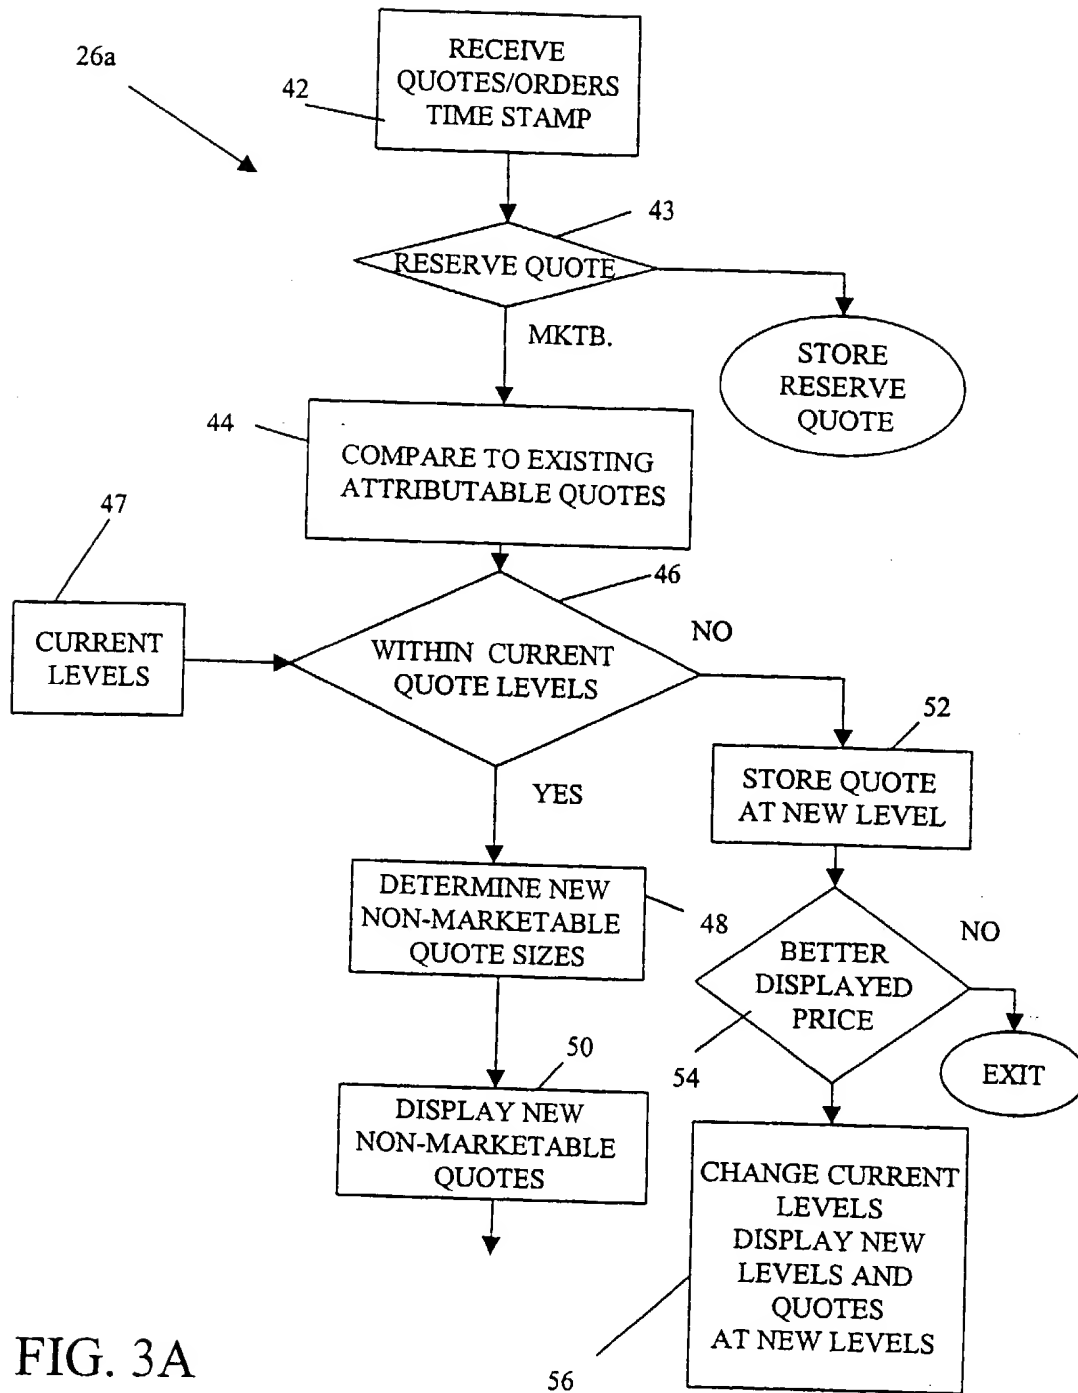 26a
RECEIVE
QUOTES/ORDERS
TIME STAMP
42
43
RESERVE QUOTE
MKTB.
STORE
RESERVE
QUOTE
44
COMPARE TO EXISTING
ATTRIBUTABLE QUOTES
47
CURRENT
LEVELS
46
WITHIN CURRENT
QUOTE LEVELS
NO
YES
52
STORE QUOTE
AT NEW LEVEL
DETERMINE NEW
NON-MARKETABLE
QUOTE SIZES
48
BETTER
DISPLAYED
PRICE
NO
54
EXIT
50
DISPLAY NEW
NON-MARKETABLE
QUOTES
CHANGE CURRENT
LEVELS
DISPLAY NEW
LEVELS AND
QUOTES
AT NEW LEVELS
56
FIG. 3A